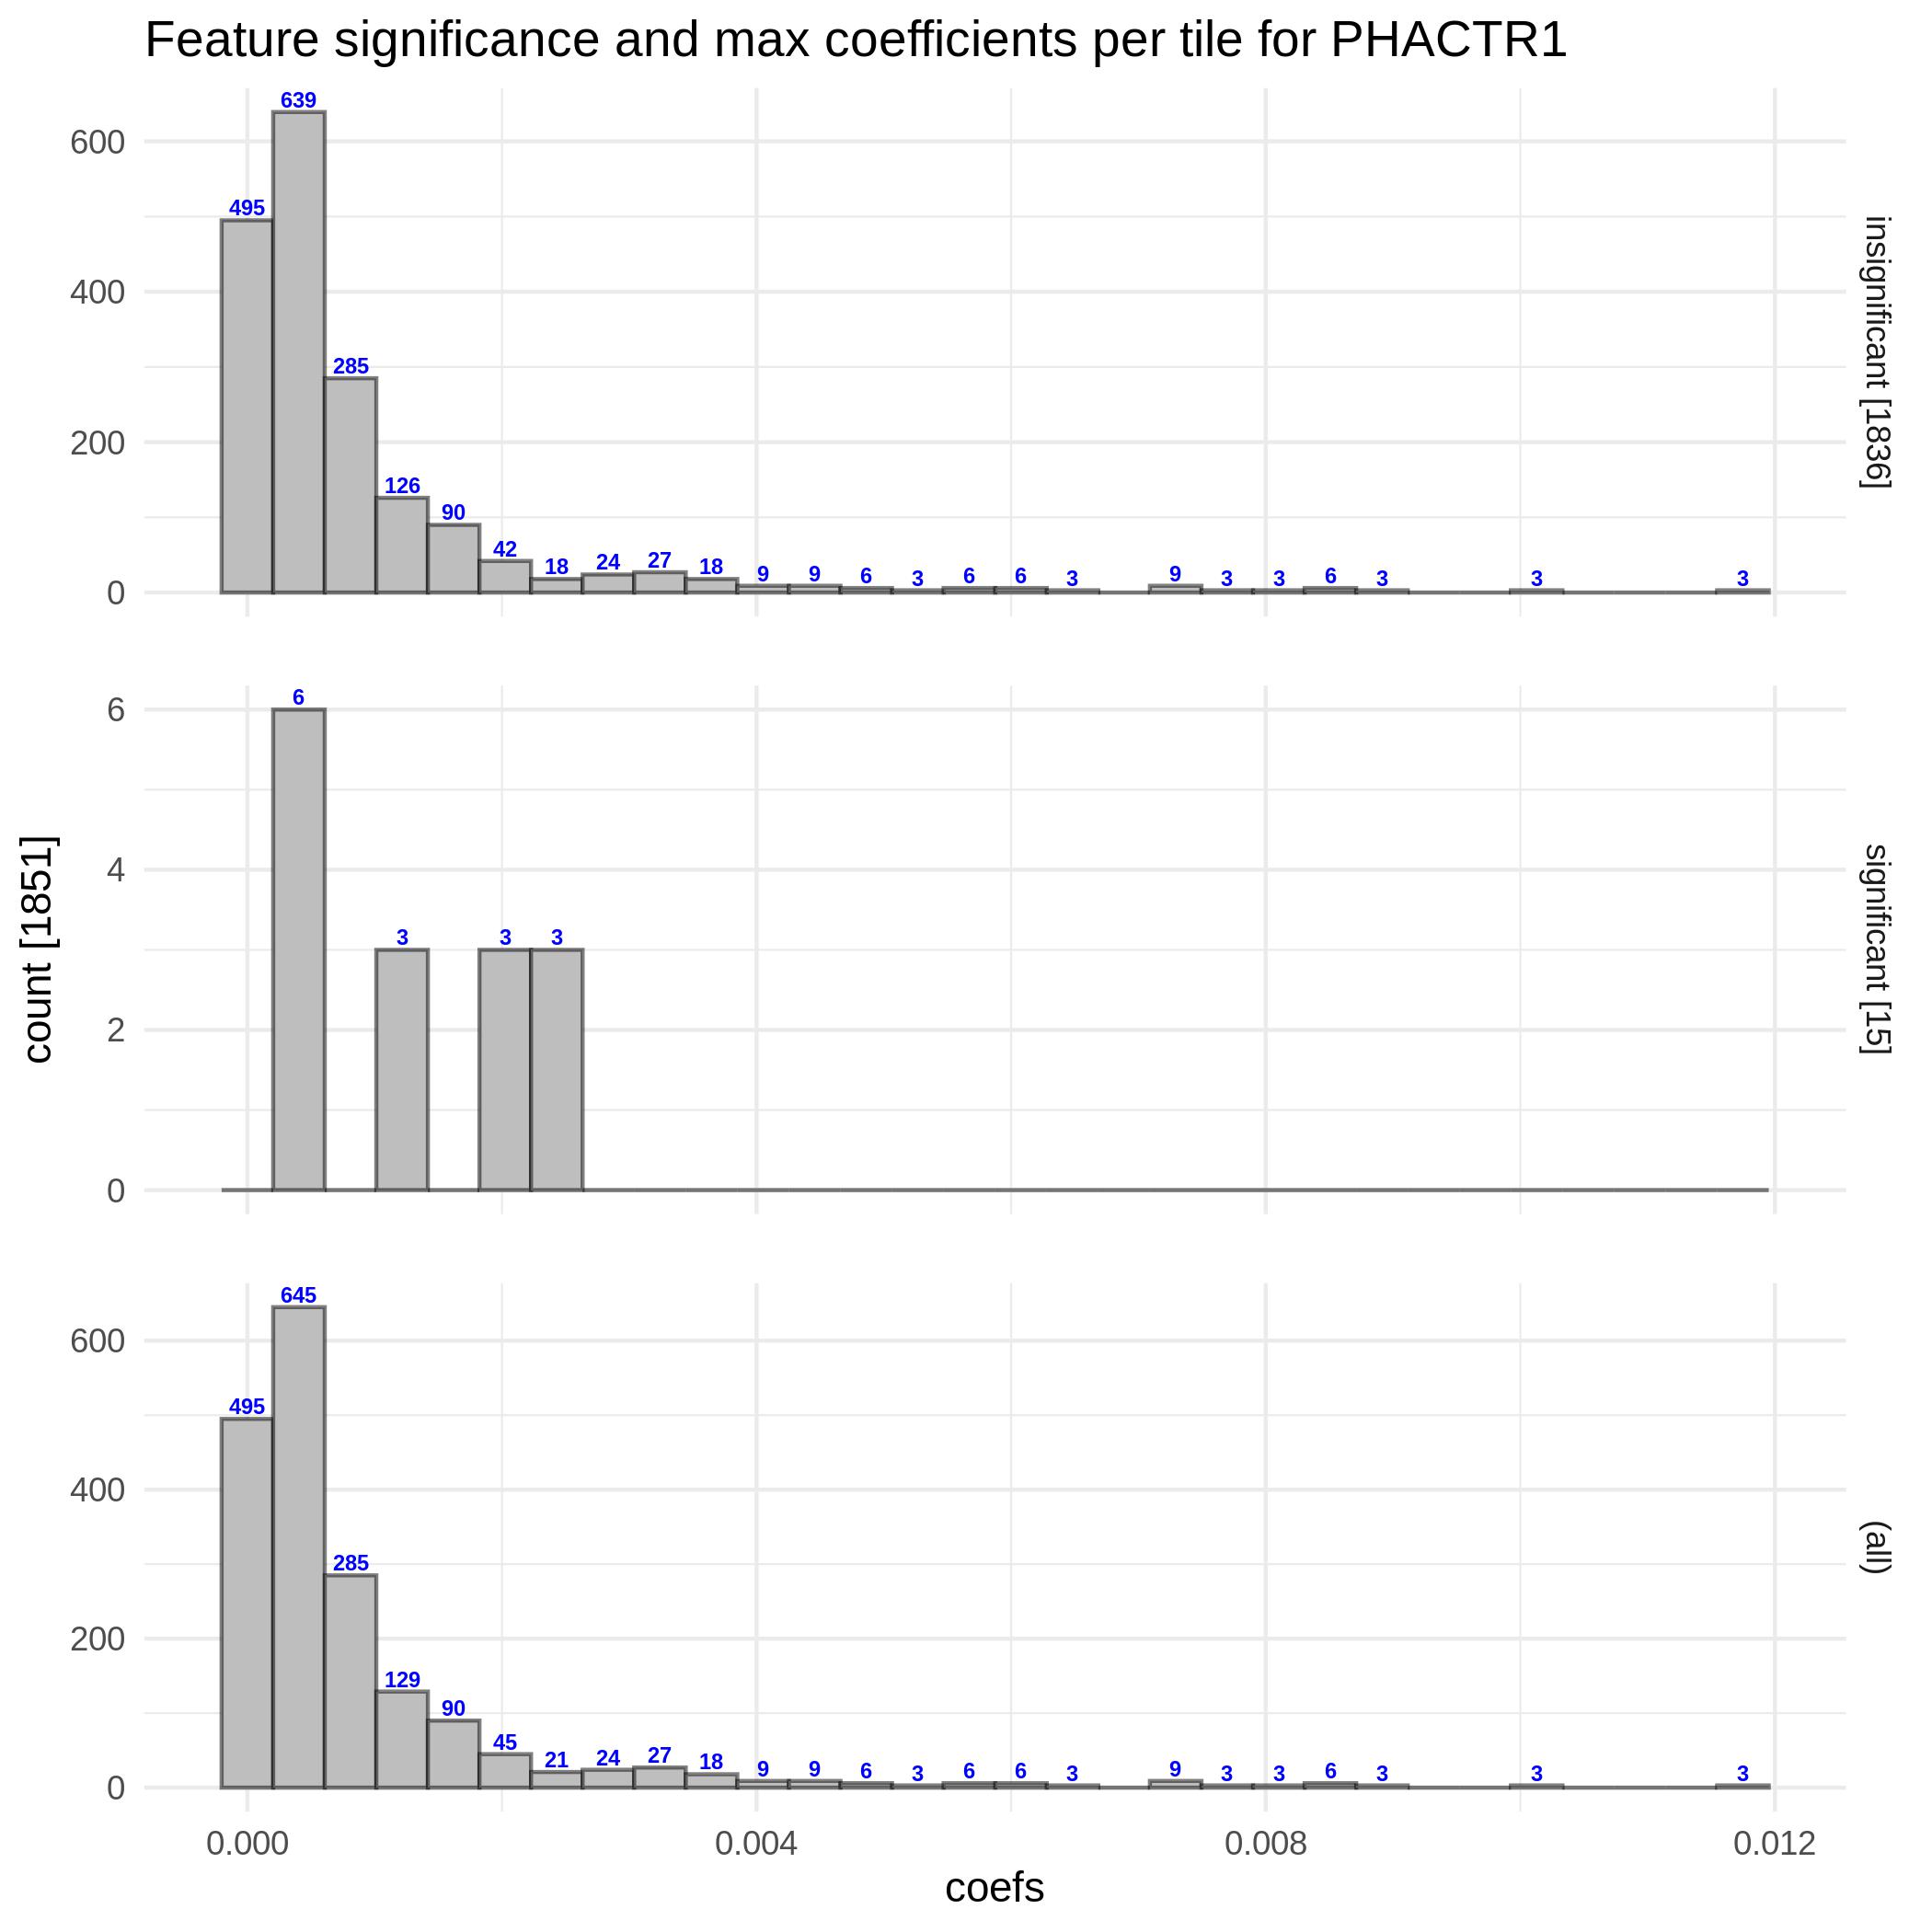 Feature significance and max coefficients per tile for PHACTR1
639
600
495
400
285
200
126
90
42
18 24 27 18 9 9 6 3 6 6 3 9 3 3 6 3 3 3
0
insignificant [1836]
6
6
4
3 3 3
2
0
significant [15]
count [1851]
645
600
495
400
285
200
129
90
45
21 24 27 18 9 9 6 3 6 6 3 9 3 3 6 3 3 3
0
(all)
0.000 0.004 0.008 0.012
coefs